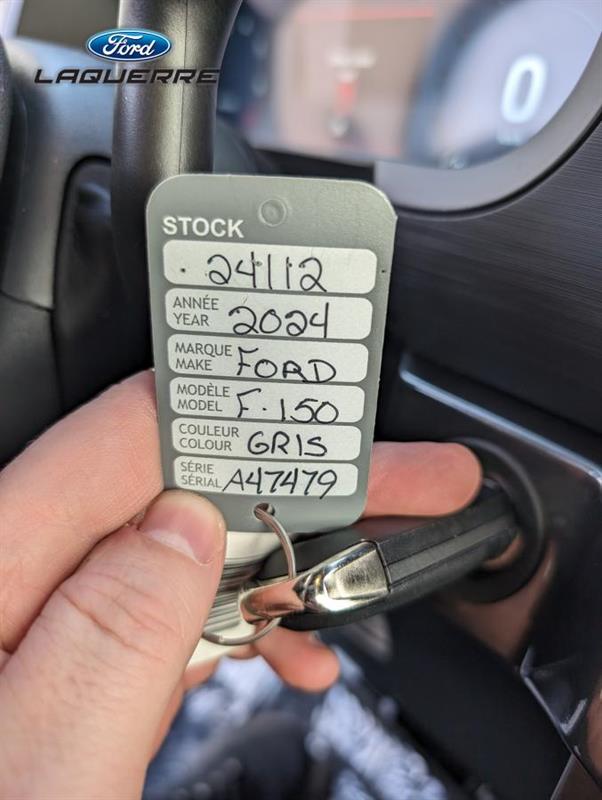 Ford
LAQUERRE
0
STOCK
24112
ANNÉE
YEAR 2024
MARQUE
MAKE FORD
MODÈLE
MODEL F-150
COULEUR
COLOUR GRIS
SÉRIE
SÉRIAL A47479